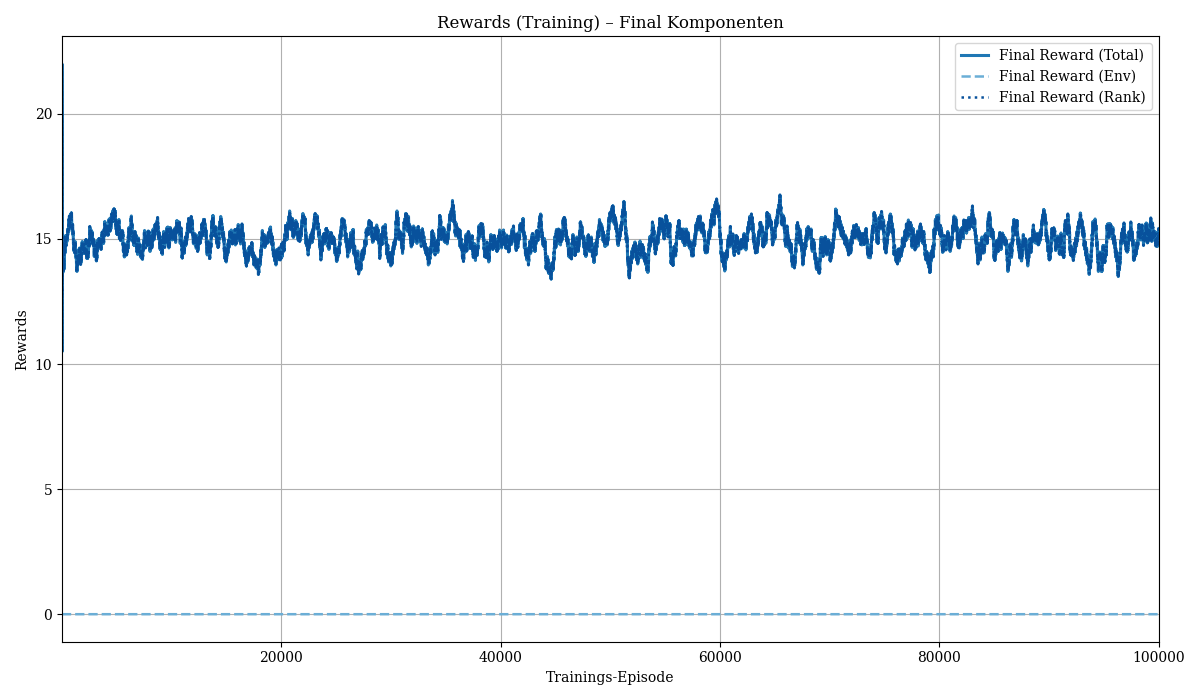 Rewards (Training) – Final Komponenten
Final Reward (Total)
Final Reward (Env)
Final Reward (Rank)
Rewards
20
15
10
5
0
20000 40000 60000 80000 100000
Trainings-Episode